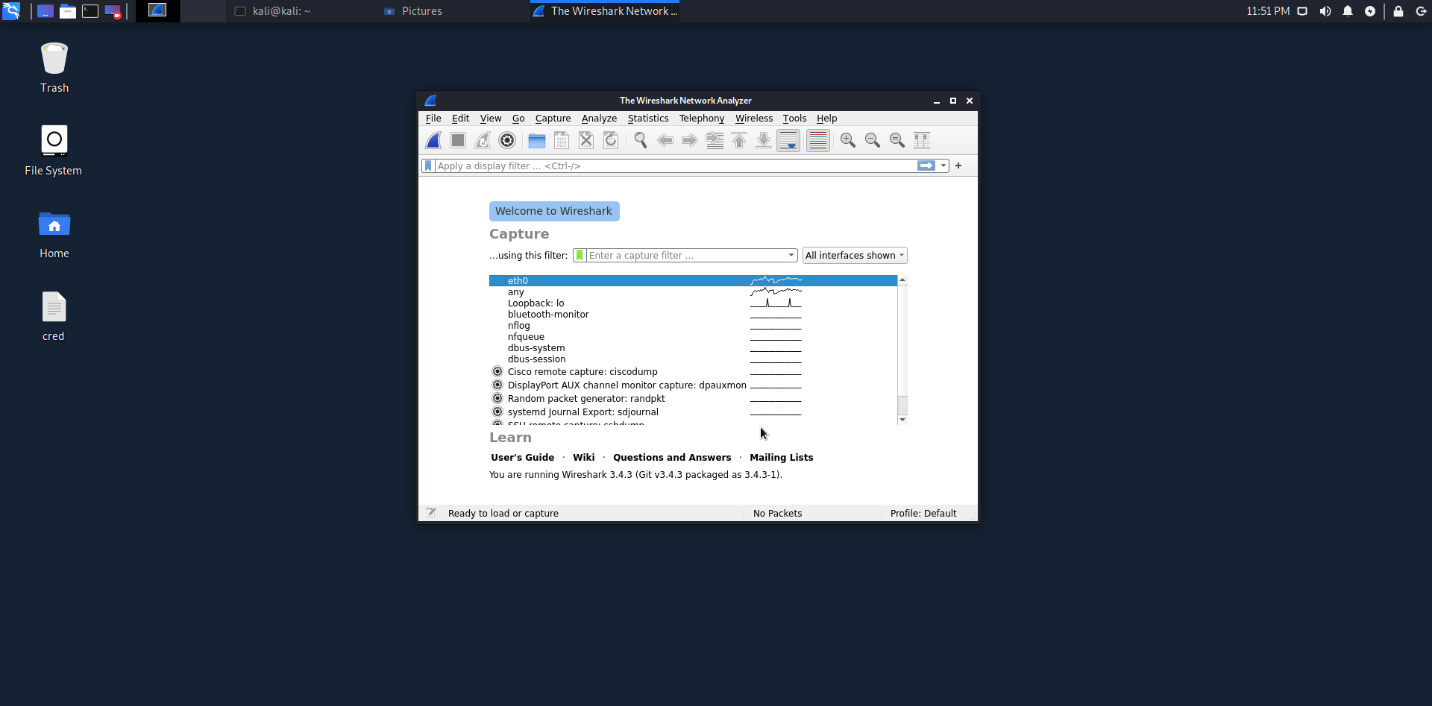 kali@kali: ~ Pictures The Wireshark Network ... 11:51 PM
Trash
File System
Home
cred
The Wireshark Network Analyzer
File Edit View Go Capture Analyze Statistics Telephony Wireless Tools Help
Apply a display filter ... <Ctrl-/> +
Welcome to Wireshark
Capture
...using this filter: Enter a capture filter ... All interfaces shown
eth0
any
Loopback: lo
bluetooth-monitor
nflog
nfqueue
dbus-system
dbus-session
Cisco remote capture: ciscodump
DisplayPort AUX channel monitor capture: dpauxmon
Random packet generator: randpkt
systemd Journal Export: sdjournal
SSH remote capture: sshdump
Learn
User's Guide · Wiki · Questions and Answers · Mailing Lists
You are running Wireshark 3.4.3 (Git v3.4.3 packaged as 3.4.3-1).
Ready to load or capture No Packets Profile: Default